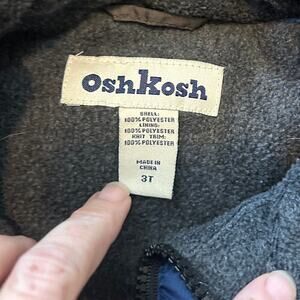 OshKosh
SHELL:
100% POLYESTER
LINING:
100% POLYESTER
KNIT TRIM:
100% POLYESTER
MADE IN
CHINA
3T